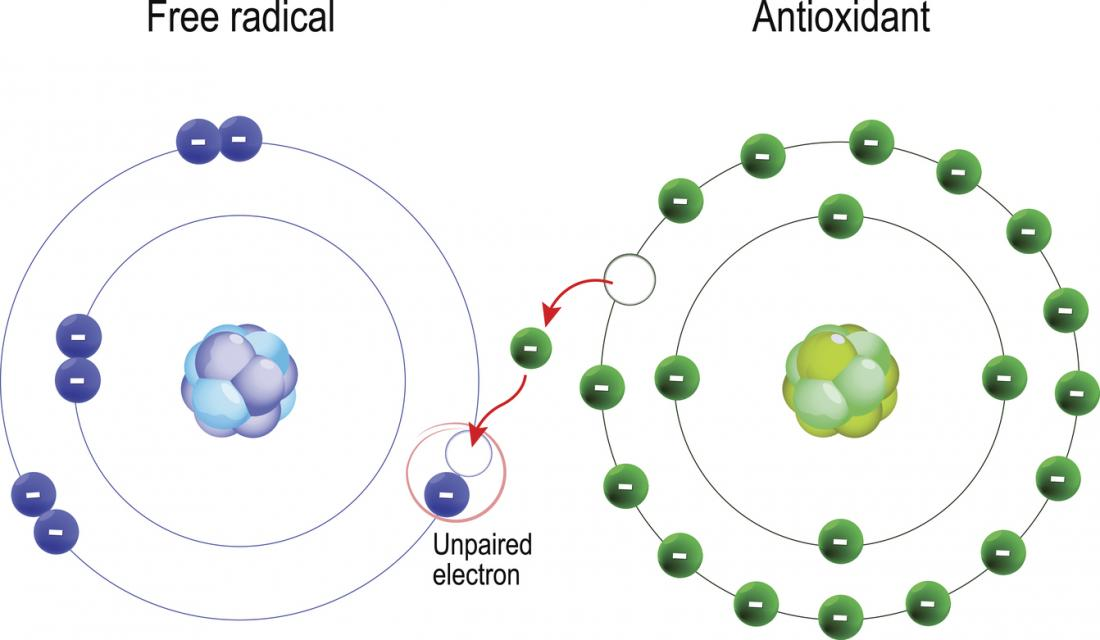 Free radical
Antioxidant
Unpaired
electron